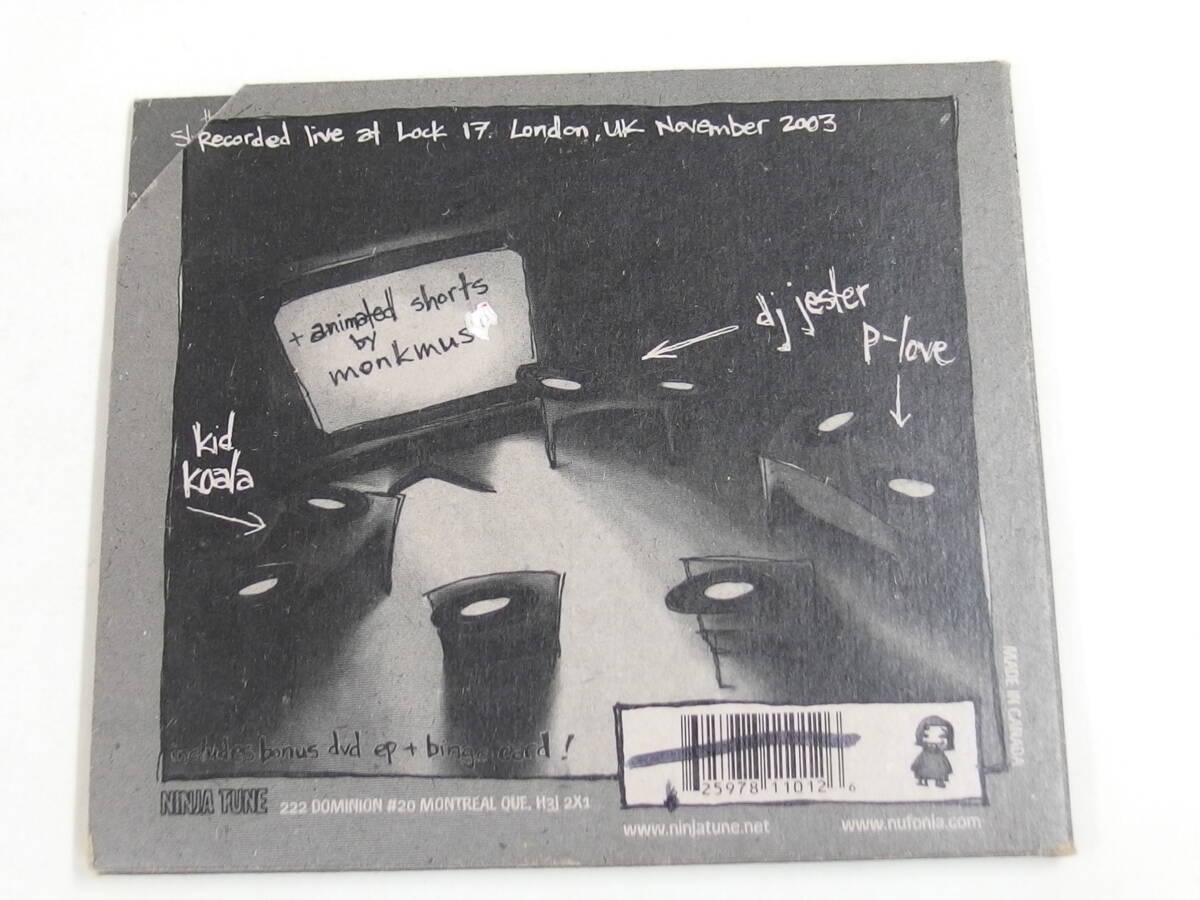 Recorded live at Lock 17. London, UK November 2003
+ animated shorts
by
monkmus
dj jester
p-love
kid
koala
includes bonus dvd ep + bingo card!
25978 11012 6
MADE IN CANADA
NINJA TUNE 222 DOMINION #20 MONTREAL QUE. H3J 2X1
www.ninjatune.net www.nufonia.com